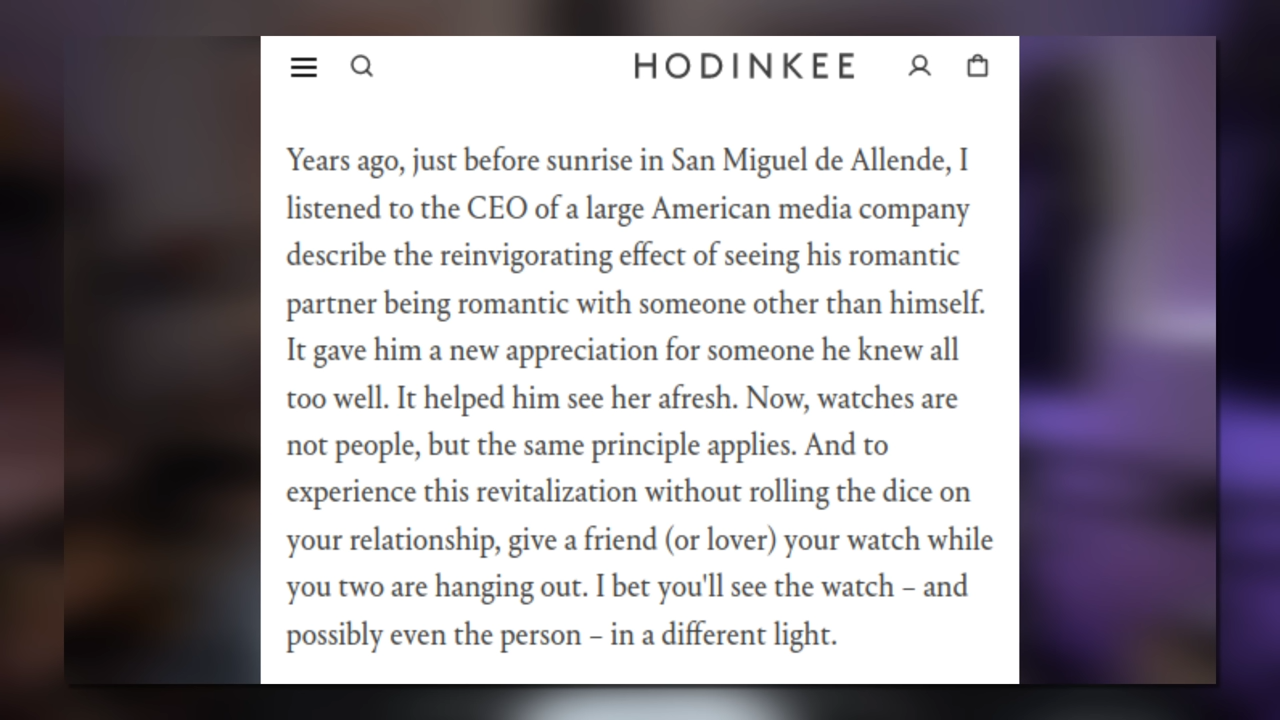 HODINKEE
Years ago, just before sunrise in San Miguel de Allende, I
listened to the CEO of a large American media company
describe the reinvigorating effect of seeing his romantic
partner being romantic with someone other than himself.
It gave him a new appreciation for someone he knew all
too well. It helped him see her afresh. Now, watches are
not people, but the same principle applies. And to
experience this revitalization without rolling the dice on
your relationship, give a friend (or lover) your watch while
you two are hanging out. I bet you'll see the watch – and
possibly even the person – in a different light.